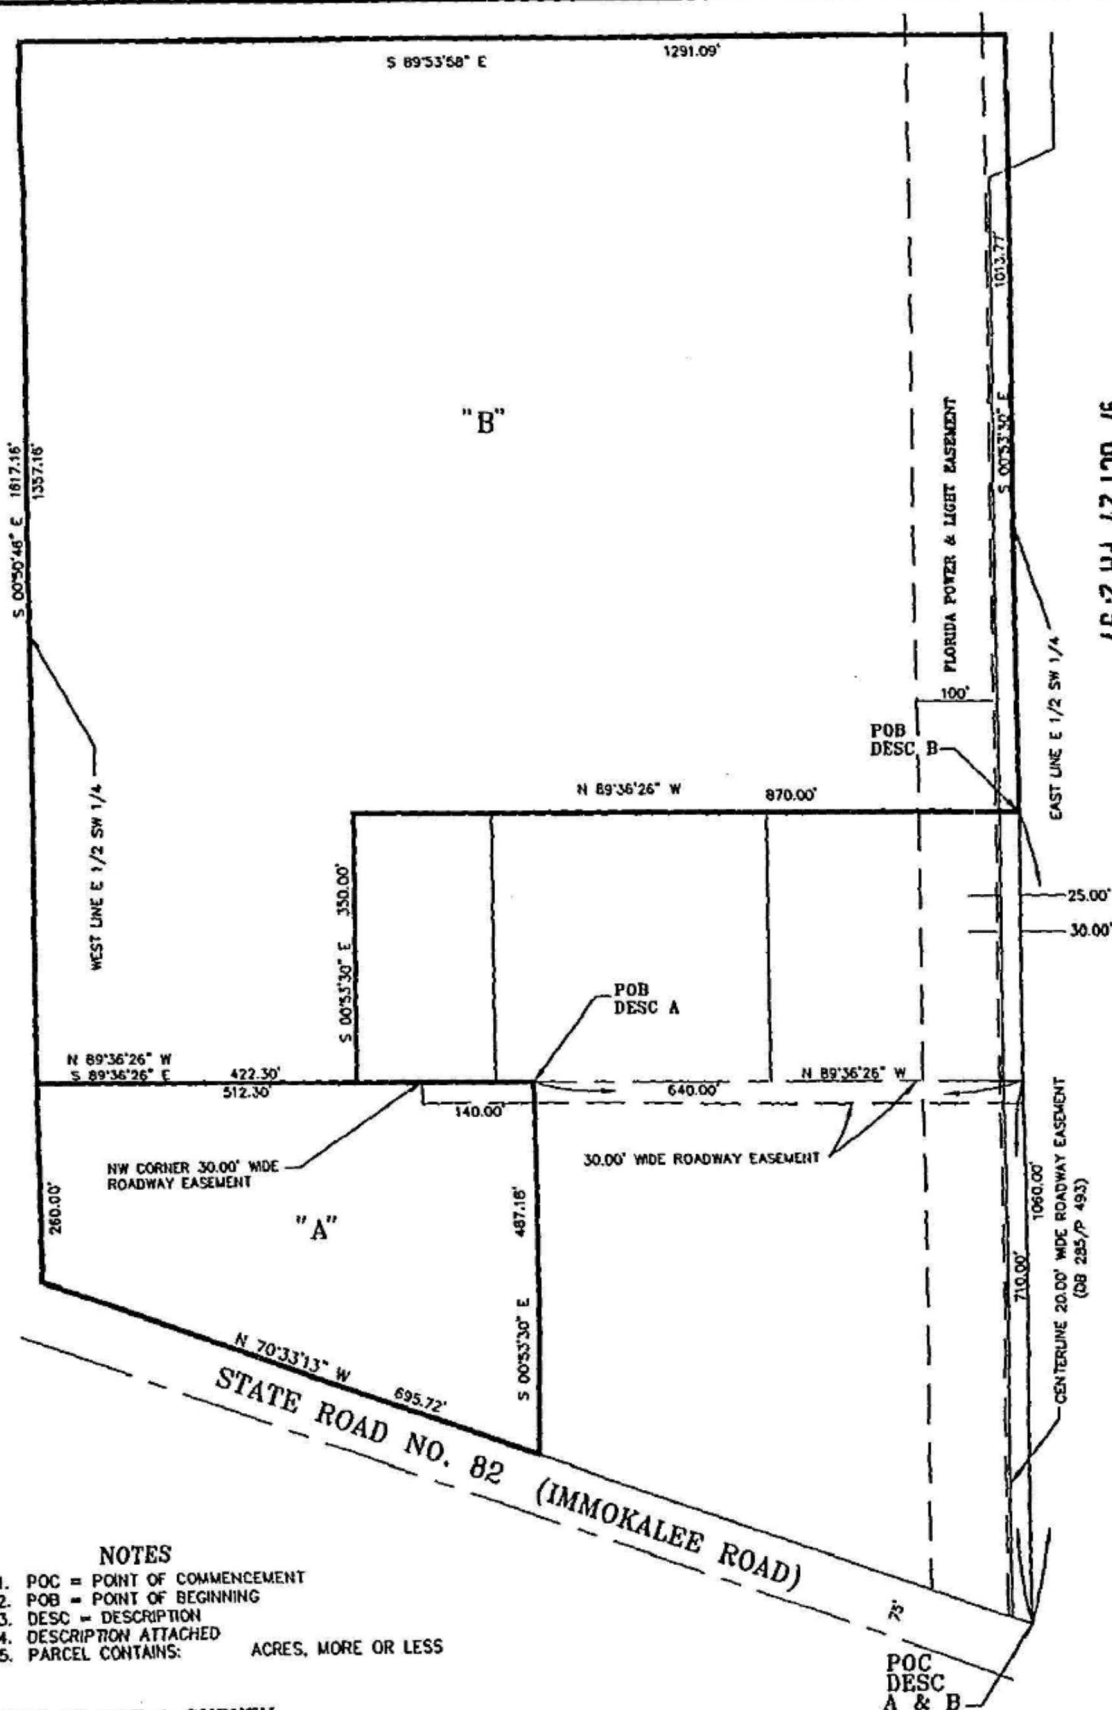 S 89°53'58" E 1291.09'
1013.77'
S 00°53'30" E
"B"
FLORIDA POWER & LIGHT EASEMENT
S 00°50'46" E 1617.16'
1357.16'
WEST LINE E 1/2 SW 1/4
EAST LINE E 1/2 SW 1/4
100'
POB
DESC B
N 89°36'26" W 870.00'
25.00'
30.00'
S 00°53'30" E 350.00'
POB
DESC A
N 89°36'26" W
S 89°36'26" E 422.30'
512.30'
N 89°36'26" W
640.00'
140.00'
NW CORNER 30.00' WIDE
ROADWAY EASEMENT
30.00' WIDE ROADWAY EASEMENT
260.00'
"A"
S 00°53'30" E 487.16'
1060.00'
710.00'
CENTERLINE 20.00' WIDE ROADWAY EASEMENT
(DB 285/P 493)
N 70°33'13" W 695.72'
STATE ROAD NO. 82 (IMMOKALEE ROAD)
75'
POC
DESC
A & B
NOTES
1. POC = POINT OF COMMENCEMENT
2. POB = POINT OF BEGINNING
3. DESC = DESCRIPTION
4. DESCRIPTION ATTACHED
5. PARCEL CONTAINS: ACRES, MORE OR LESS